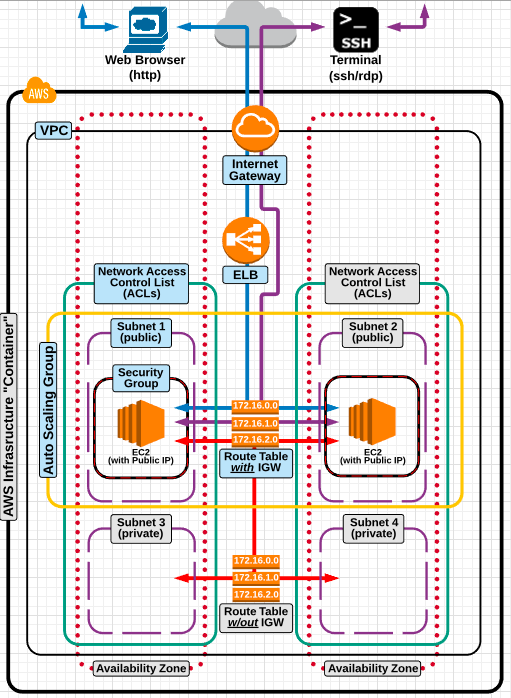 Web Browser
(http)
>_
SSH
Terminal
(ssh/rdp)
AWS
VPC
Internet
Gateway
ELB
Network Access
Control List
(ACLs)
Network Access
Control List
(ACLs)
Subnet 1
(public)
Subnet 2
(public)
Security
Group
EC2
(with Public IP)
EC2
(with Public IP)
172.16.0.0
172.16.1.0
172.16.2.0
Route Table
with IGW
Auto Scaling Group
AWS Infrasructure "Container"
Subnet 3
(private)
Subnet 4
(private)
172.16.0.0
172.16.1.0
172.16.2.0
Route Table
w/out IGW
Availability Zone
Availability Zone